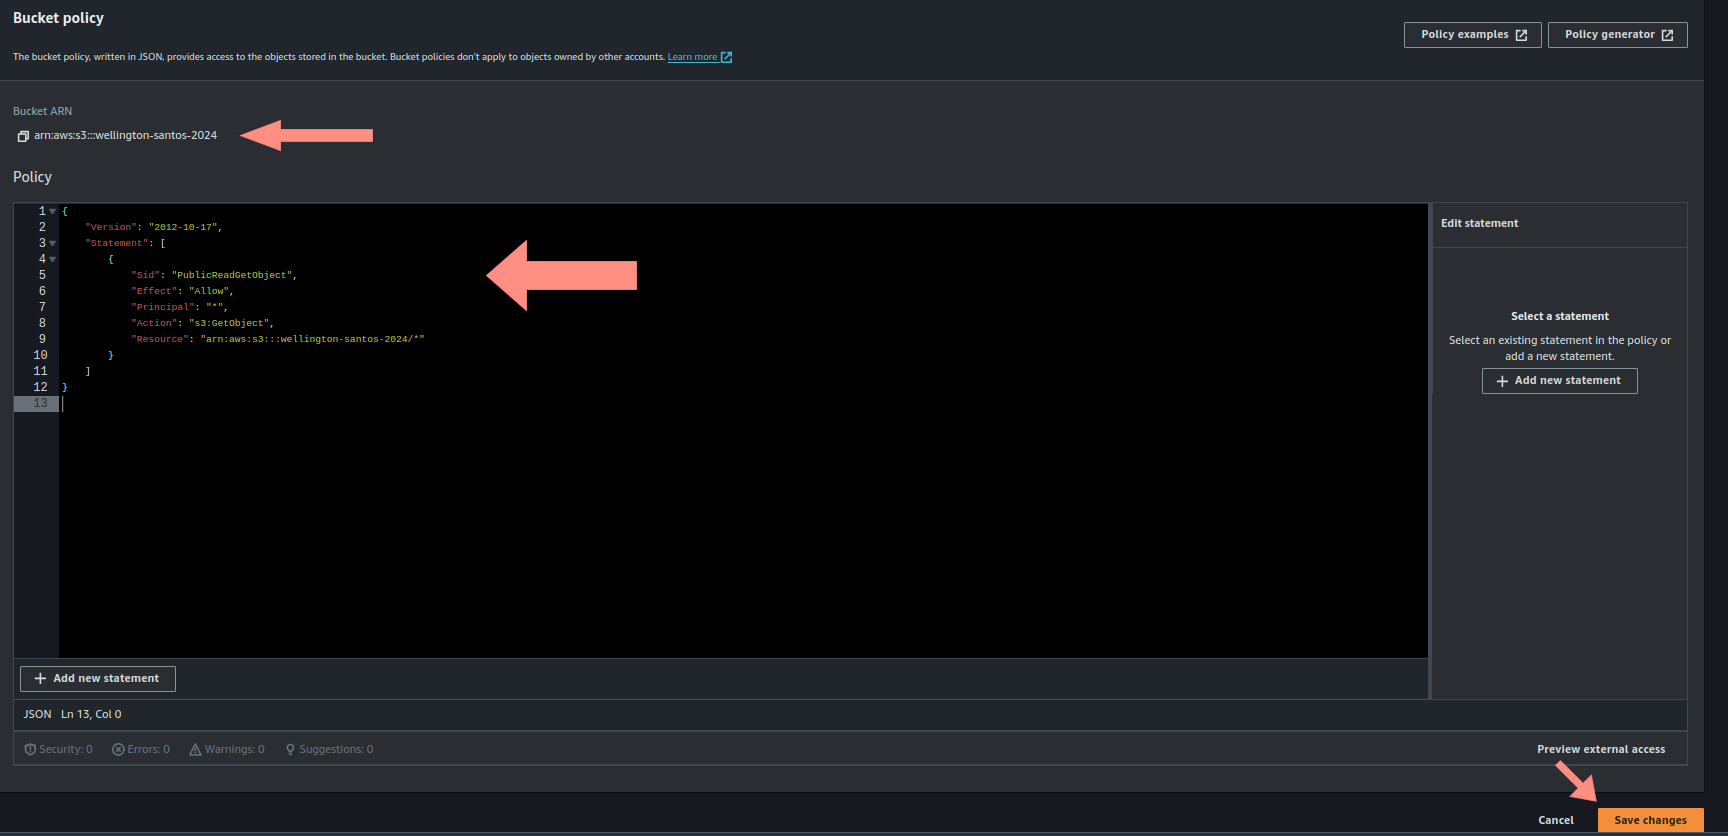 Bucket policy
Policy examples
Policy generator
The bucket policy, written in JSON, provides access to the objects stored in the bucket. Bucket policies don't apply to objects owned by other accounts. Learn more
Bucket ARN
arn:aws:s3:::wellington-santos-2024
Policy
1 {
2 "Version": "2012-10-17",
3 "Statement": [
4 {
5 "Sid": "PublicReadGetObject",
6 "Effect": "Allow",
7 "Principal": "*",
8 "Action": "s3:GetObject",
9 "Resource": "arn:aws:s3:::wellington-santos-2024/*"
10 }
11 ]
12 }
13
Edit statement
Select a statement
Select an existing statement in the policy or
add a new statement.
Add new statement
Add new statement
JSON Ln 13, Col 0
Security: 0 Errors: 0 Warnings: 0 Suggestions: 0
Preview external access
Cancel
Save changes